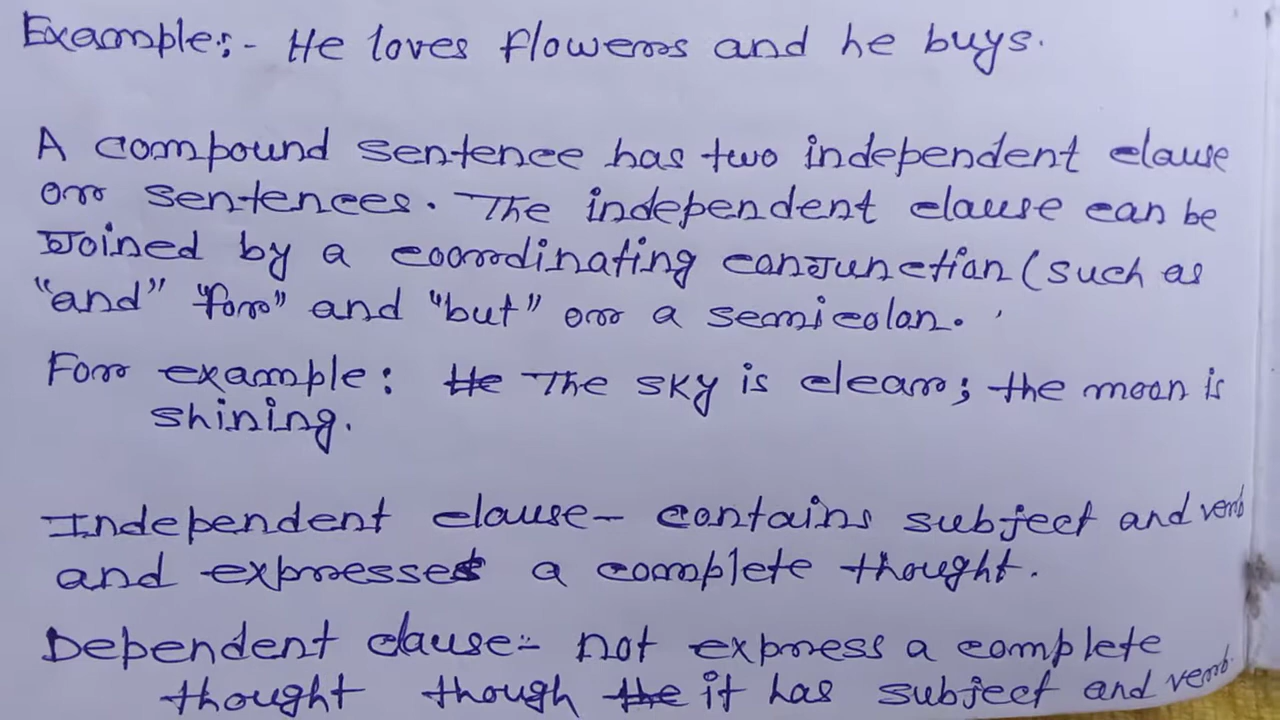 Example:- He loves flowers and he buys.
A compound sentence has two independent clause
or sentences. The independent clause can be
Joined by a coordinating conjunction (such as
"and" "for" and "but" or a semicolon.
For example: He The sky is clear; the moon is
shining.
Independent clause- contains subject and verb
and expresses a complete thought.
Dependent clause:- not express a complete
thought though the it has subject and verb.